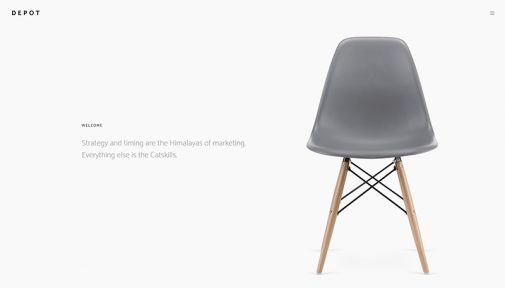 DEPOT
WELCOME
Strategy and timing are the Himalayas of marketing.
Everything else is the Catskills.